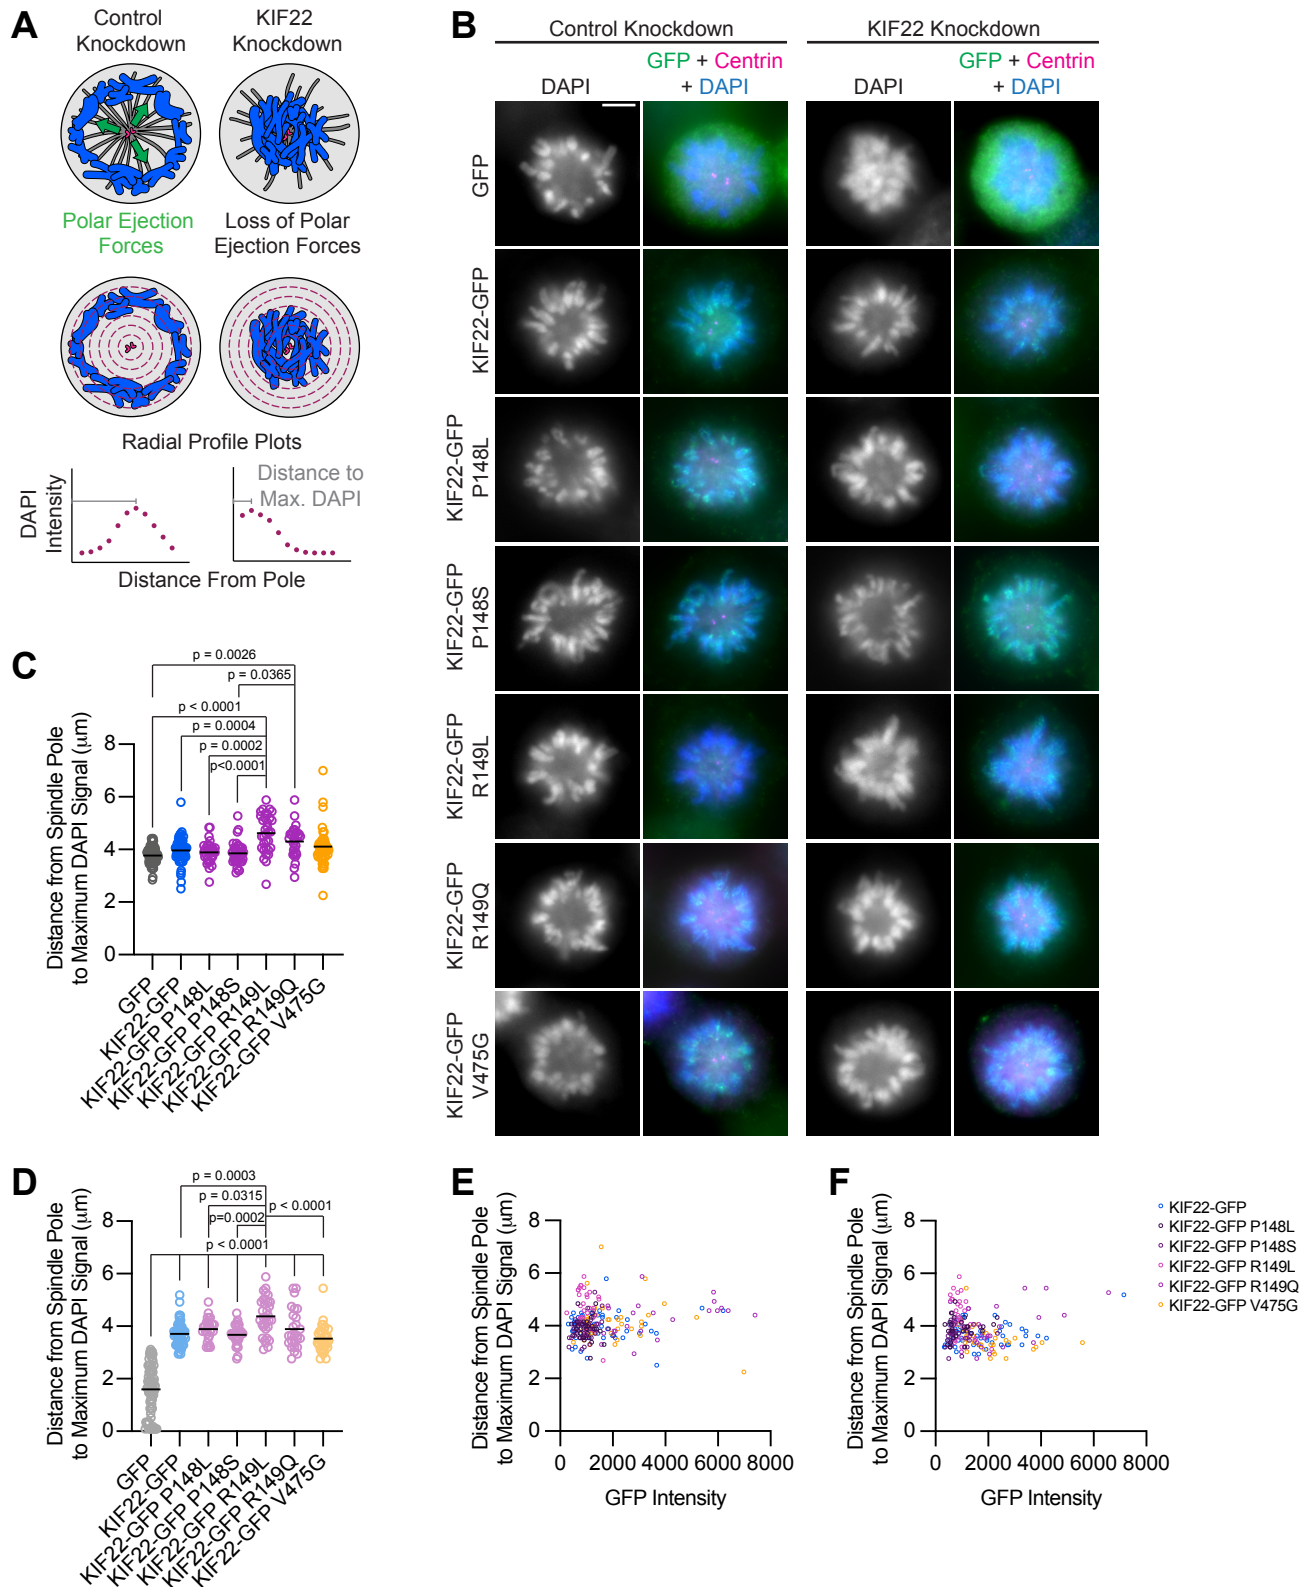 A
Control
Knockdown
KIF22
Knockdown
Polar Ejection
Forces
Loss of Polar
Ejection Forces
Radial Profile Plots
DAPI
Intensity
Distance to
Max. DAPI
Distance From Pole
B
Control Knockdown
KIF22 Knockdown
DAPI
GFP + Centrin
+ DAPI
DAPI
GFP + Centrin
+ DAPI
GFP
KIF22-GFP
KIF22-GFP
P148L
KIF22-GFP
P148S
KIF22-GFP
R149L
KIF22-GFP
R149Q
KIF22-GFP
V475G
C
p = 0.0026
p = 0.0365
p < 0.0001
p = 0.0004
p = 0.0002
p<0.0001
Distance from Spindle Pole
to Maximum DAPI Signal (μm)
8
6
4
2
0
GFP
KIF22-GFP
KIF22-GFP P148L
KIF22-GFP P148S
KIF22-GFP R149L
KIF22-GFP R149Q
KIF22-GFP V475G
D
p = 0.0003
p = 0.0315
p < 0.0001
p=0.0002
p < 0.0001
Distance from Spindle Pole
to Maximum DAPI Signal (μm)
8
6
4
2
0
GFP
KIF22-GFP
KIF22-GFP P148L
KIF22-GFP P148S
KIF22-GFP R149L
KIF22-GFP R149Q
KIF22-GFP V475G
E
Distance from Spindle Pole
to Maximum DAPI Signal (μm)
8
6
4
2
0
0 2000 4000 6000 8000
GFP Intensity
F
Distance from Spindle Pole
to Maximum DAPI Signal (μm)
8
6
4
2
0
0 2000 4000 6000 8000
GFP Intensity
KIF22-GFP
KIF22-GFP P148L
KIF22-GFP P148S
KIF22-GFP R149L
KIF22-GFP R149Q
KIF22-GFP V475G